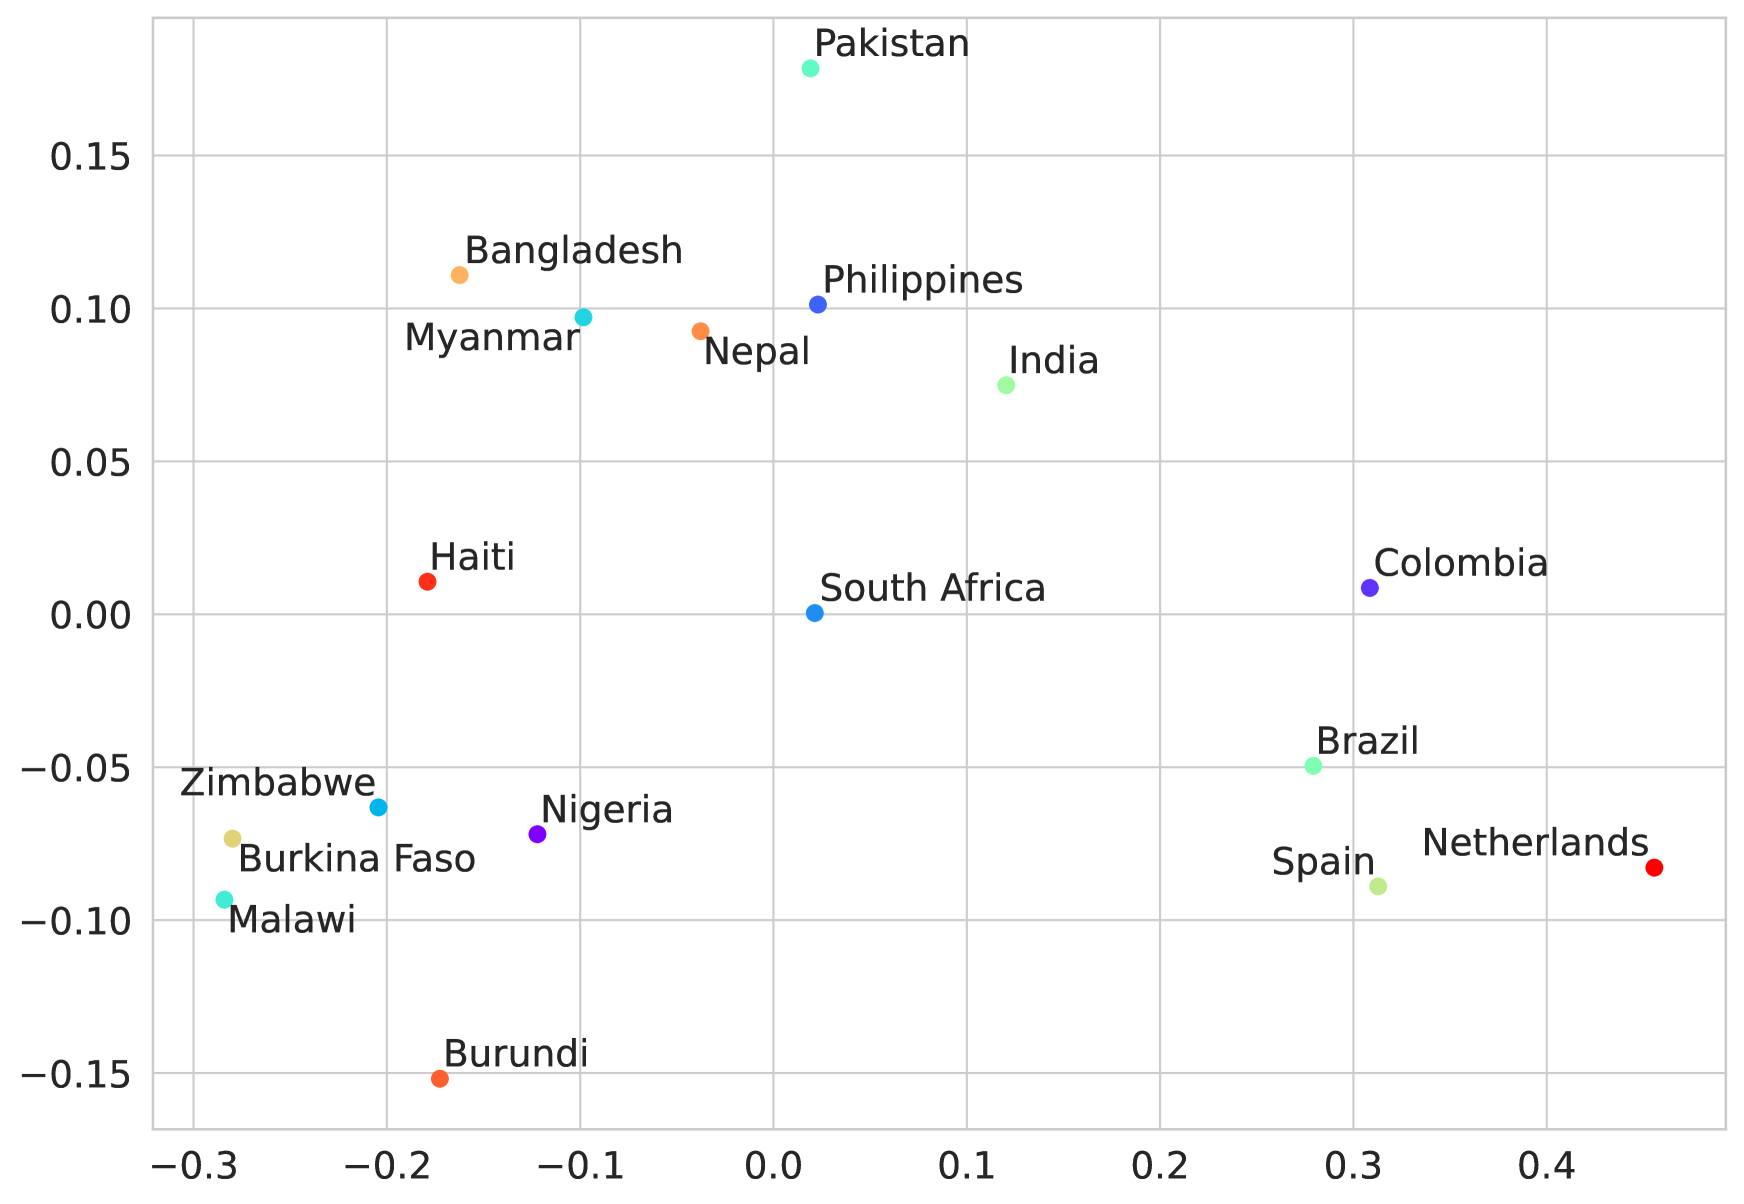 Pakistan
0.15
Bangladesh
Philippines
0.10
Myanmar
Nepal
India
0.05
Haiti
Colombia
South Africa
0.00
Brazil
−0.05
Zimbabwe
Nigeria
Netherlands
Burkina Faso
Spain
−0.10
Malawi
Burundi
−0.15
−0.3 −0.2 −0.1 0.0 0.1 0.2 0.3 0.4